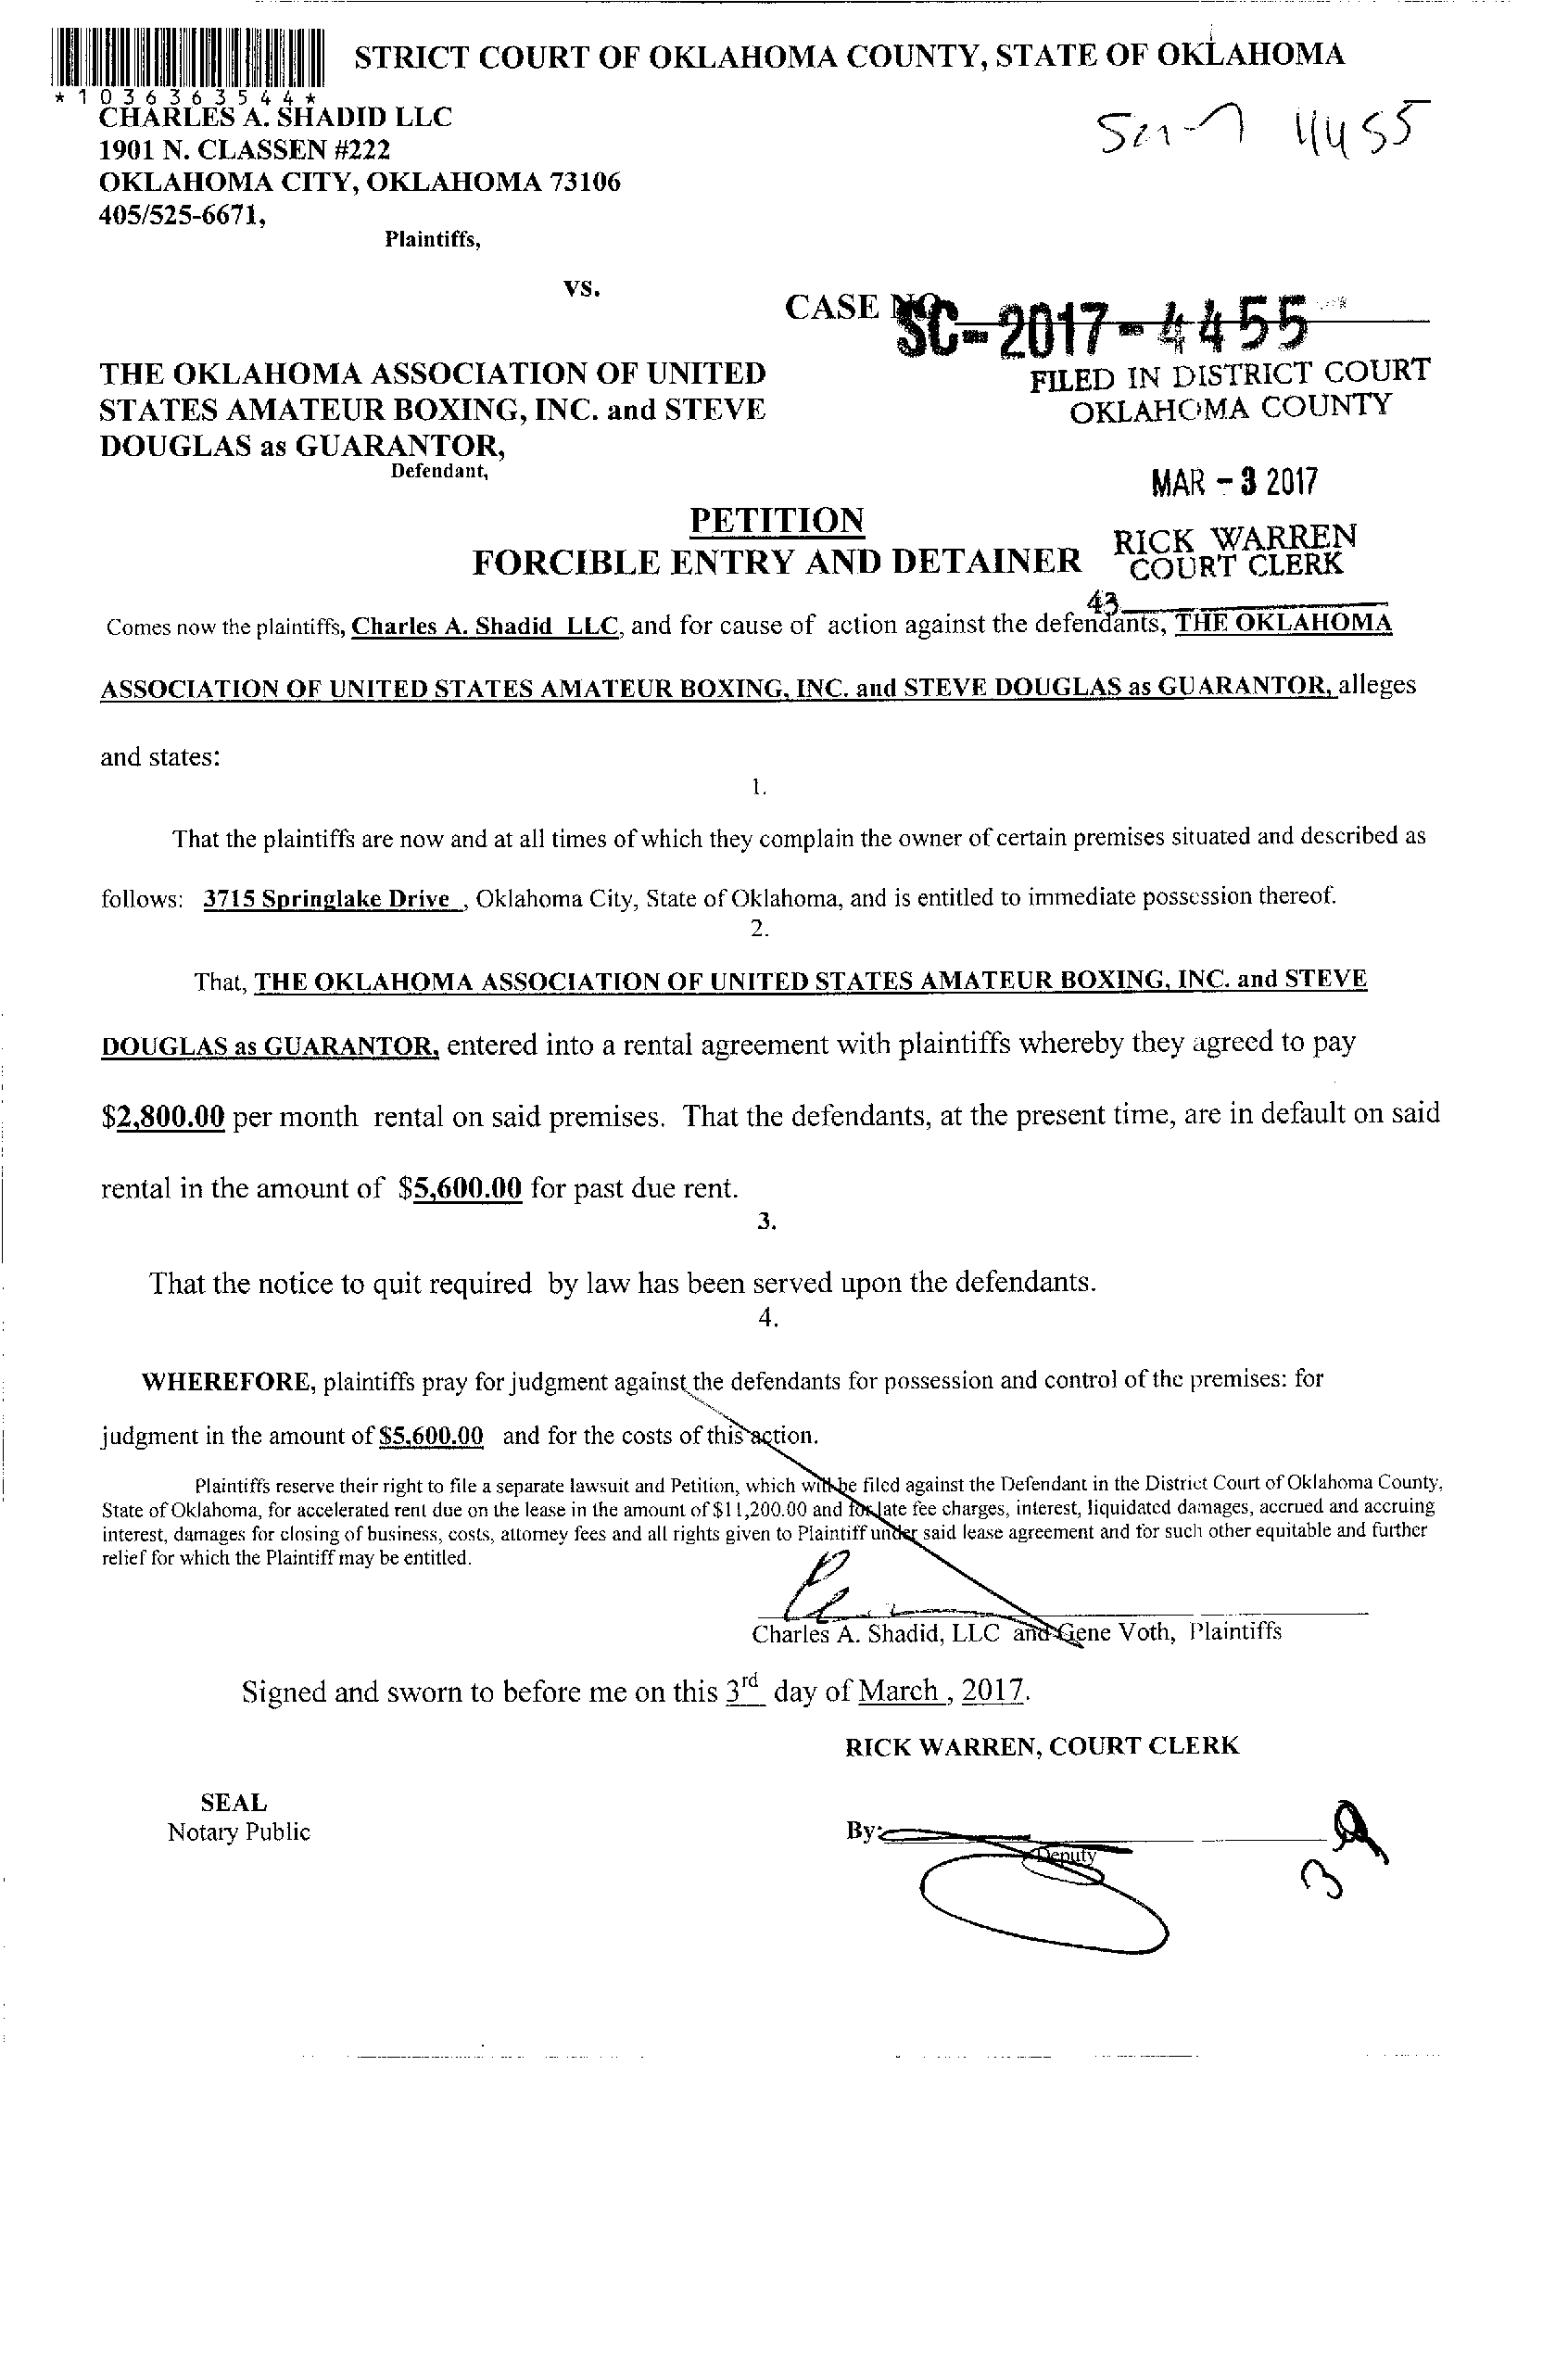 STRICT COURT OF OKLAHOMA COUNTY, STATE OF OKLAHOMA
*1036363544*
CHARLES A. SHADID LLC
1901 N. CLASSEN #222
OKLAHOMA CITY, OKLAHOMA 73106
405/525-6671,
Plaintiffs,
4455
vs.
CASE NO.
SC-2017-4455
THE OKLAHOMA ASSOCIATION OF UNITED
STATES AMATEUR BOXING, INC. and STEVE
DOUGLAS as GUARANTOR,
Defendant,
FILED IN DISTRICT COURT
OKLAHOMA COUNTY
MAR - 3 2017
RICK WARREN
COURT CLERK
43
PETITION
FORCIBLE ENTRY AND DETAINER
Comes now the plaintiffs, Charles A. Shadid LLC, and for cause of action against the defendants, THE OKLAHOMA
ASSOCIATION OF UNITED STATES AMATEUR BOXING, INC. and STEVE DOUGLAS as GUARANTOR, alleges
and states:
1.
That the plaintiffs are now and at all times of which they complain the owner of certain premises situated and described as
follows: 3715 Springlake Drive , Oklahoma City, State of Oklahoma, and is entitled to immediate possession thereof.
2.
That, THE OKLAHOMA ASSOCIATION OF UNITED STATES AMATEUR BOXING, INC. and STEVE
DOUGLAS as GUARANTOR, entered into a rental agreement with plaintiffs whereby they agreed to pay
$2,800.00 per month rental on said premises. That the defendants, at the present time, are in default on said
rental in the amount of $5,600.00 for past due rent.
3.
That the notice to quit required by law has been served upon the defendants.
4.
WHEREFORE, plaintiffs pray for judgment against the defendants for possession and control of the premises: for
judgment in the amount of $5,600.00 and for the costs of this action.
Plaintiffs reserve their right to file a separate lawsuit and Petition, which will be filed against the Defendant in the District Court of Oklahoma County,
State of Oklahoma, for accelerated rent due on the lease in the amount of $11,200.00 and for late fee charges, interest, liquidated damages, accrued and accruing
interest, damages for closing of business, costs, attorney fees and all rights given to Plaintiff under said lease agreement and for such other equitable and further
relief for which the Plaintiff may be entitled.
Charles A. Shadid, LLC and Gene Voth, Plaintiffs
Signed and sworn to before me on this 3rd day of March , 2017.
RICK WARREN, COURT CLERK
SEAL
Notary Public
By:
Deputy